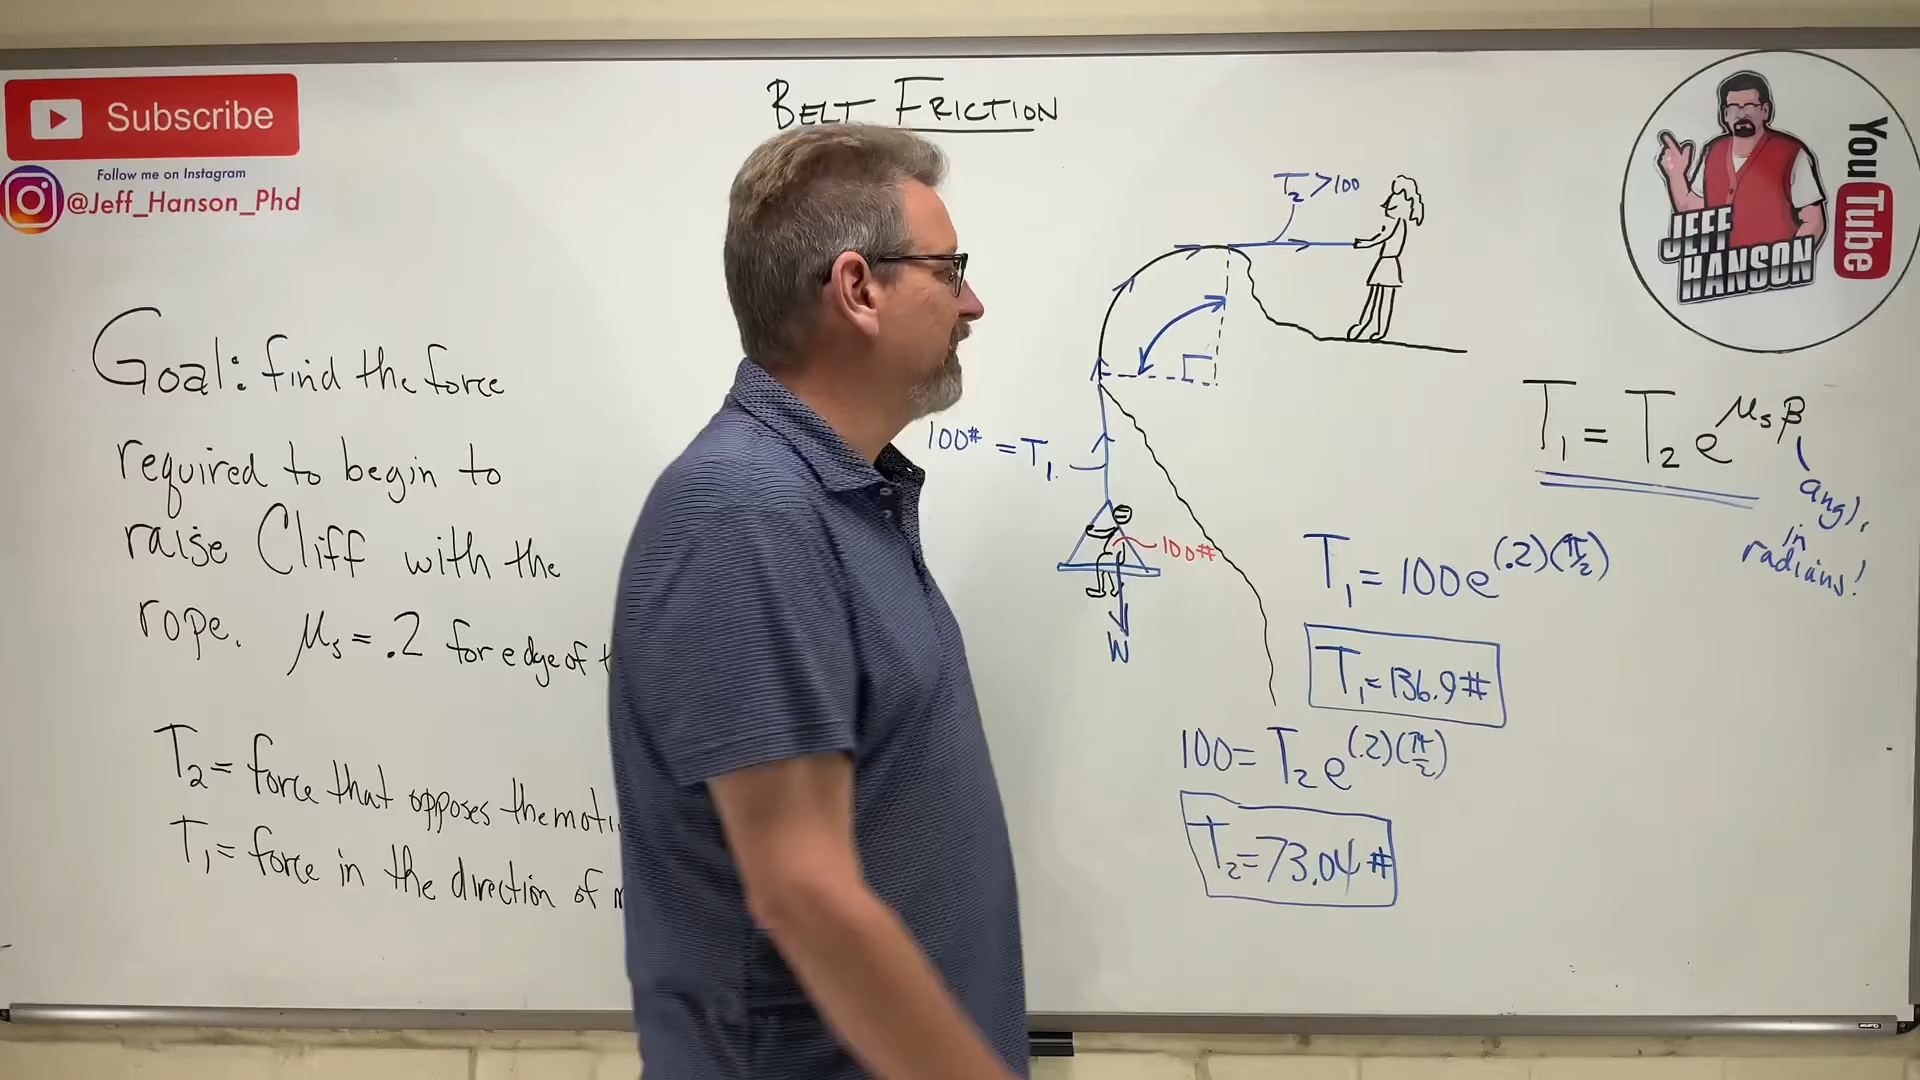 Subscribe
Follow me on Instagram
@Jeff_Hanson_Phd
BELT FRICTION
Goal: find the force
required to begin to
raise Cliff with the
rope. μs = .2 for edge of
T2 = force that opposes the
T1 = force in the direction of
T2 > 100
100# = T1
100#
W
T1 = T2 e^μsβ
angl,
in
radians!
T1 = 100e^(.2)(π/2)
T1 = 136.9#
100 = T2 e^(.2)(π/2)
T2 = 73.04#
JEFF
HANSON
YouTube